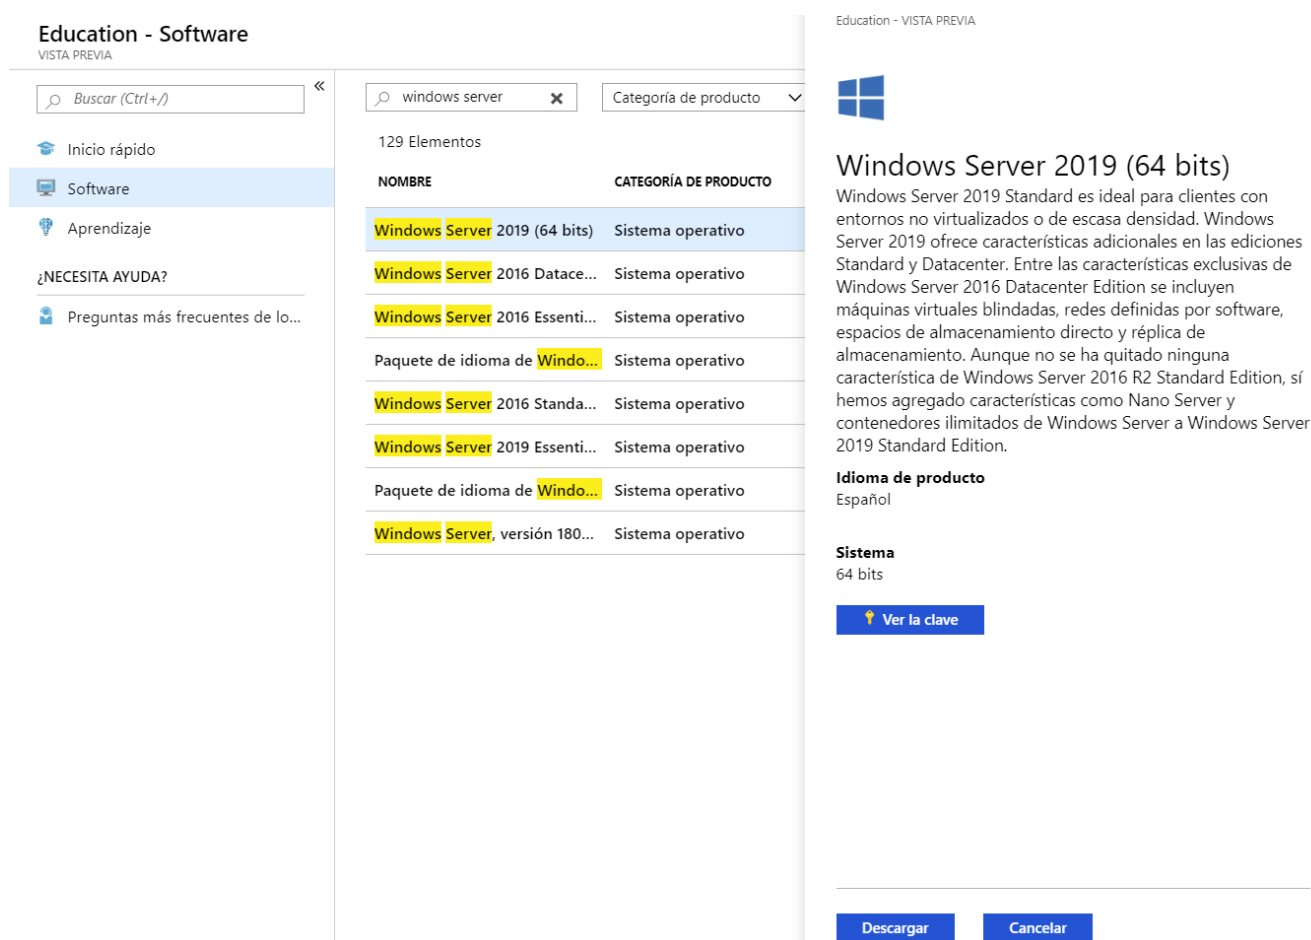 Education - Software
VISTA PREVIA
Buscar (Ctrl+/)
«
Inicio rápido
Software
Aprendizaje
¿NECESITA AYUDA?
Preguntas más frecuentes de lo...
windows server
Categoría de producto
129 Elementos
NOMBRE CATEGORÍA DE PRODUCTO
Windows Server 2019 (64 bits) Sistema operativo
Windows Server 2016 Datace... Sistema operativo
Windows Server 2016 Essenti... Sistema operativo
Paquete de idioma de Windo... Sistema operativo
Windows Server 2016 Standa... Sistema operativo
Windows Server 2019 Essenti... Sistema operativo
Paquete de idioma de Windo... Sistema operativo
Windows Server, versión 180... Sistema operativo
Education - VISTA PREVIA
Windows Server 2019 (64 bits)
Windows Server 2019 Standard es ideal para clientes con
entornos no virtualizados o de escasa densidad. Windows
Server 2019 ofrece características adicionales en las ediciones
Standard y Datacenter. Entre las características exclusivas de
Windows Server 2016 Datacenter Edition se incluyen
máquinas virtuales blindadas, redes definidas por software,
espacios de almacenamiento directo y réplica de
almacenamiento. Aunque no se ha quitado ninguna
característica de Windows Server 2016 R2 Standard Edition, sí
hemos agregado características como Nano Server y
contenedores ilimitados de Windows Server a Windows Server
2019 Standard Edition.
Idioma de producto
Español
Sistema
64 bits
Ver la clave
Descargar
Cancelar